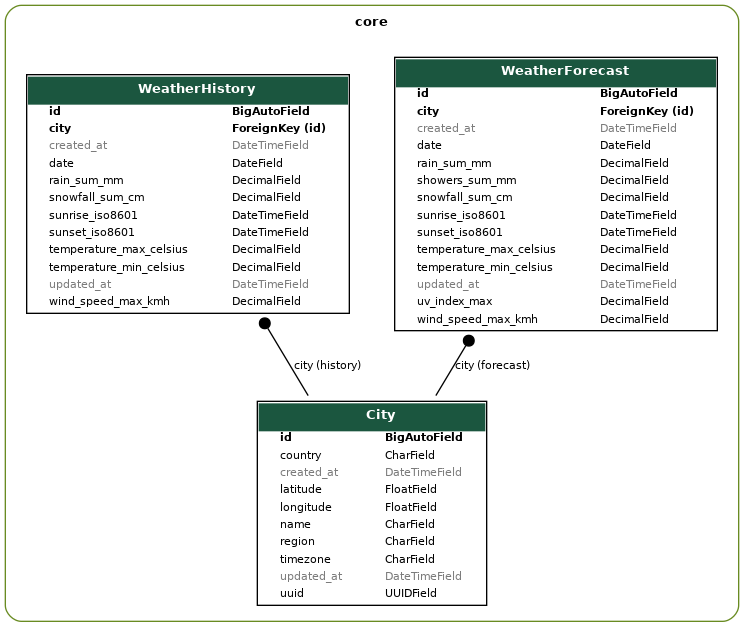 core
WeatherHistory
id BigAutoField
city ForeignKey (id)
created_at DateTimeField
date DateField
rain_sum_mm DecimalField
snowfall_sum_cm DecimalField
sunrise_iso8601 DateTimeField
sunset_iso8601 DateTimeField
temperature_max_celsius DecimalField
temperature_min_celsius DecimalField
updated_at DateTimeField
wind_speed_max_kmh DecimalField
WeatherForecast
id BigAutoField
city ForeignKey (id)
created_at DateTimeField
date DateField
rain_sum_mm DecimalField
showers_sum_mm DecimalField
snowfall_sum_cm DecimalField
sunrise_iso8601 DateTimeField
sunset_iso8601 DateTimeField
temperature_max_celsius DecimalField
temperature_min_celsius DecimalField
updated_at DateTimeField
uv_index_max DecimalField
wind_speed_max_kmh DecimalField
city (history)
city (forecast)
City
id BigAutoField
country CharField
created_at DateTimeField
latitude FloatField
longitude FloatField
name CharField
region CharField
timezone CharField
updated_at DateTimeField
uuid UUIDField